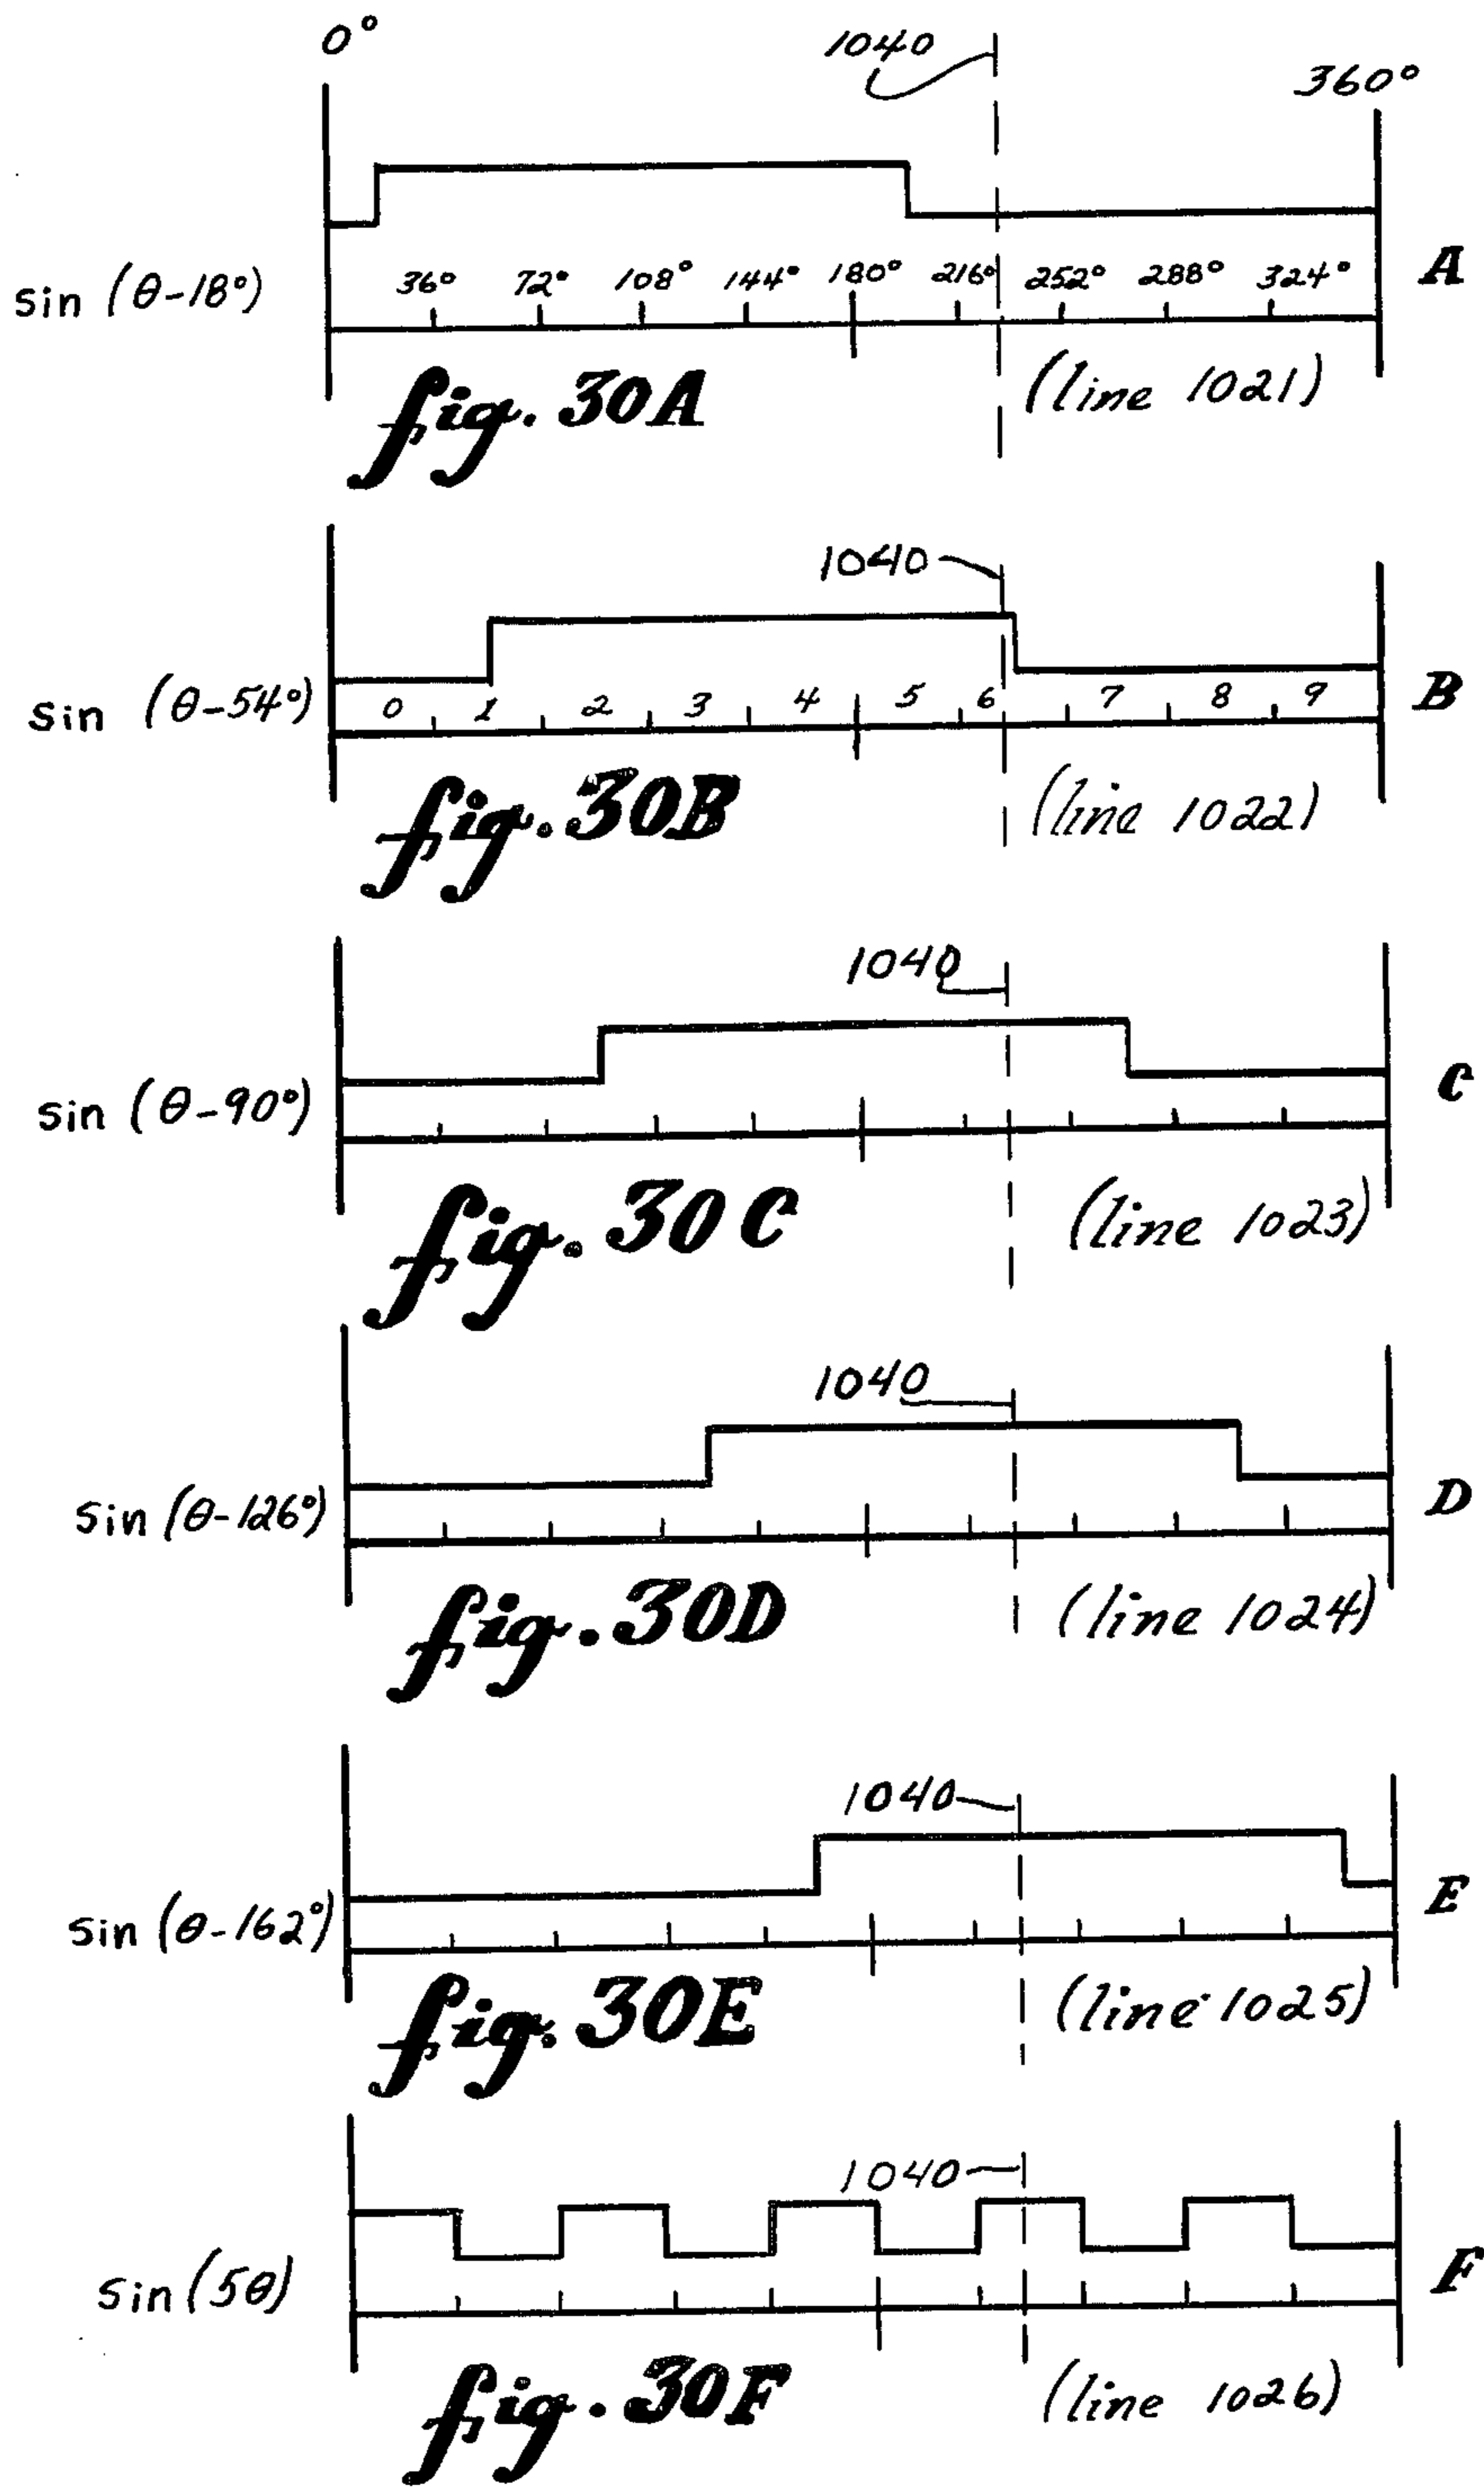 0°
1040
360°
sin (θ-18°)
36° 72° 108° 144° 180° 216° 252° 288° 324°
A
fig. 30A
(line 1021)
1040
sin (θ-54°)
0 1 2 3 4 5 6 7 8 9
B
fig. 30B
(line 1022)
1040
sin (θ-90°)
C
fig. 30C
(line 1023)
1040
sin (θ-126°)
D
fig. 30D
(line 1024)
1040
sin (θ-162°)
E
fig. 30E
(line 1025)
1040
sin (5θ)
F
fig. 30F
(line 1026)